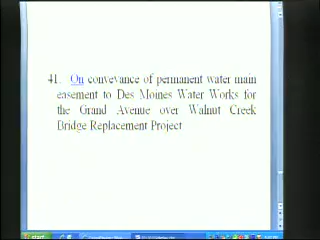 41. On conveyance of permanent water main
easement to Des Moines Water Works for
the Grand Avenue over Walnut Creek
Bridge Replacement Project
start